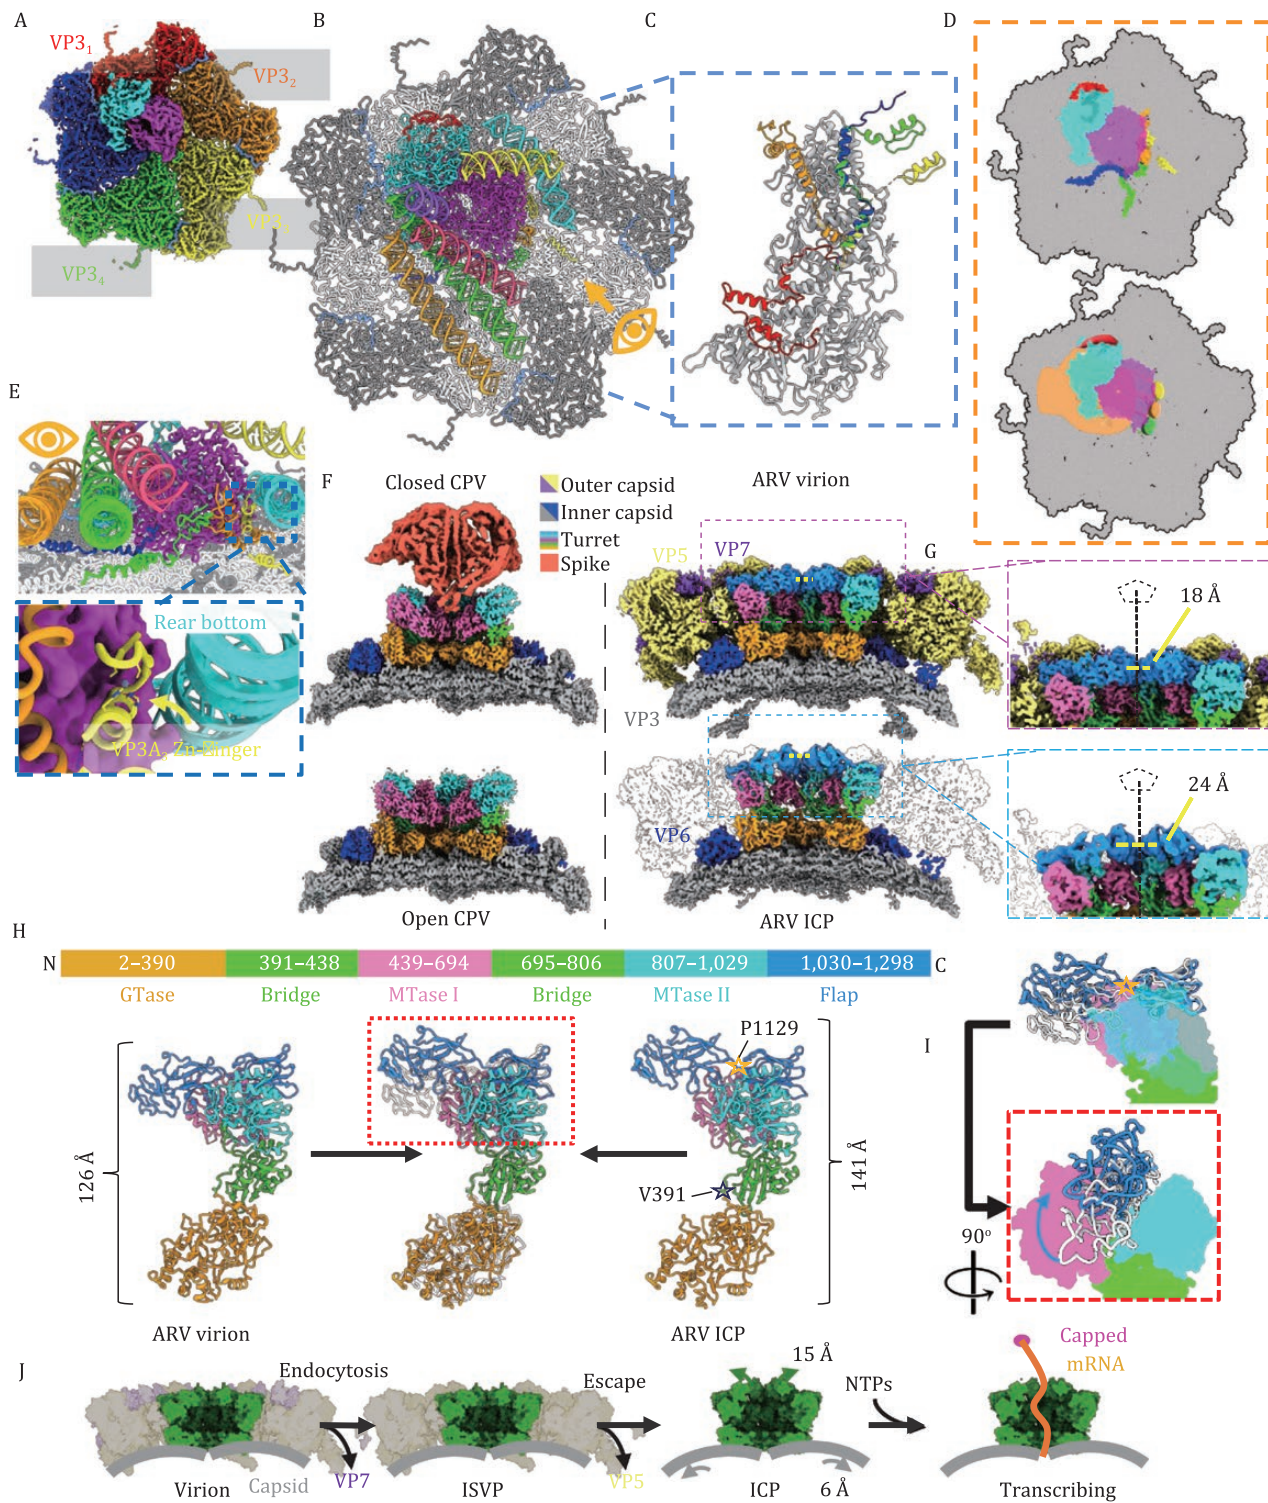 A
B
C
D
VP3₁
VP3₂
VP3₄
E
Rear bottom
VP3A
Zn-Finger
F
Closed CPV
Outer capsid
Inner capsid
Turret
Spike
Open CPV
ARV virion
VP5
VP7
VP3
VP6
ARV ICP
G
18 Å
24 Å
H
N
2–390
391–438
439–694
695–806
807–1,029
1,030–1,298
C
GTase
Bridge
MTase I
Bridge
MTase II
Flap
126 Å
P1129
V391
141 Å
ARV virion
ARV ICP
I
90°
J
Endocytosis
Escape
15 Å
NTPs
Capped
mRNA
Virion
Capsid
VP7
ISVP
VP5
ICP
6 Å
Transcribing